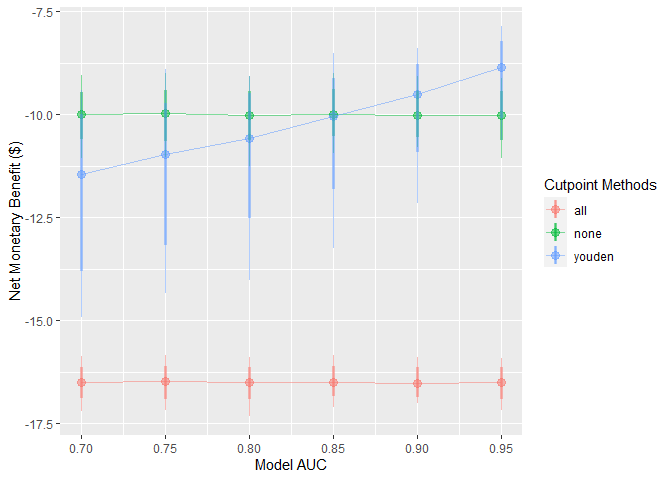 -7.5
-10.0
-12.5
-15.0
-17.5
Net Monetary Benefit ($)
0.70 0.75 0.80 0.85 0.90 0.95
Model AUC
Cutpoint Methods
all
none
youden